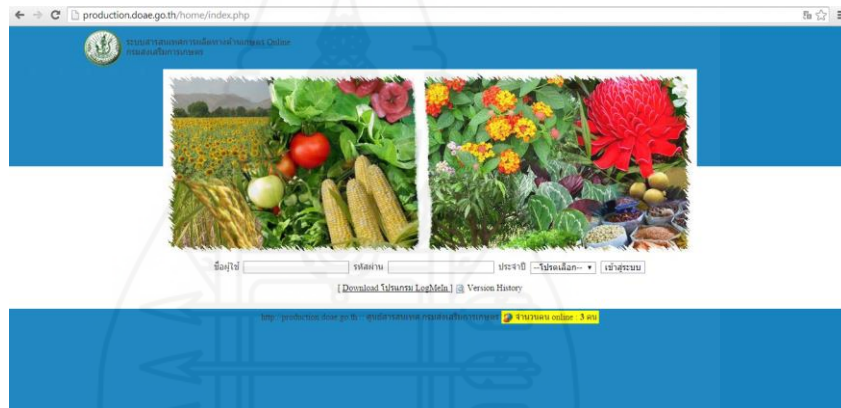 production.doae.go.th/home/index.php
ระบบสารสนเทศการผลิตทางด้านเกษตร Online
กรมส่งเสริมการเกษตร
ชื่อผู้ใช้ รหัสผ่าน ประจำปี --โปรดเลือก-- เข้าสู่ระบบ
[ Download โปรแกรม LogMeIn ] Version History
http://production.doae.go.th :: ศูนย์สารสนเทศ กรมส่งเสริมการเกษตร จำนวนคน online : 3 คน